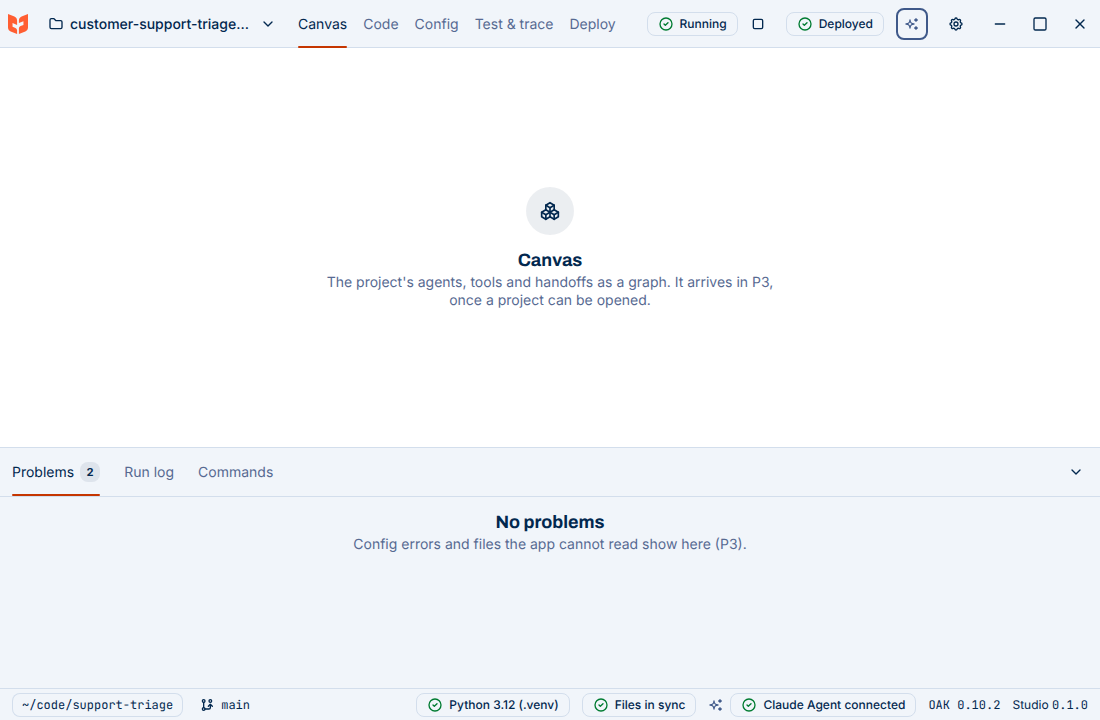 customer-support-triage...
Canvas
Code
Config
Test & trace
Deploy
Running
Deployed
Canvas
The project's agents, tools and handoffs as a graph. It arrives in P3,
once a project can be opened.
Problems 2
Run log
Commands
No problems
Config errors and files the app cannot read show here (P3).
~/code/support-triage
main
Python 3.12 (.venv)
Files in sync
Claude Agent connected
OAK 0.10.2
Studio 0.1.0